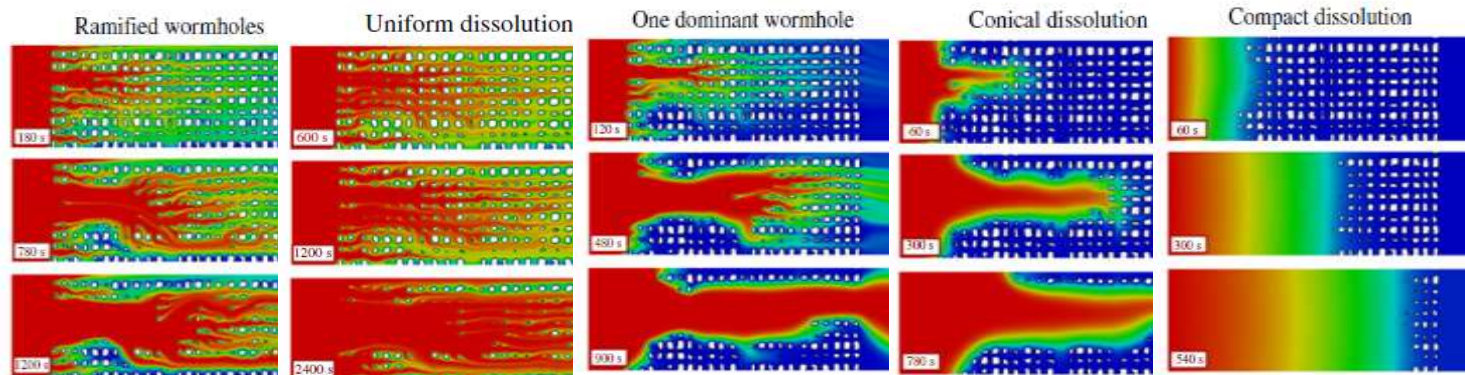 Ramified wormholes
Uniform dissolution
One dominant wormhole
Conical dissolution
Compact dissolution
180 s
600 s
120 s
60 s
60 s
780 s
1200 s
480 s
300 s
300 s
1200 s
2400 s
900 s
780 s
540 s